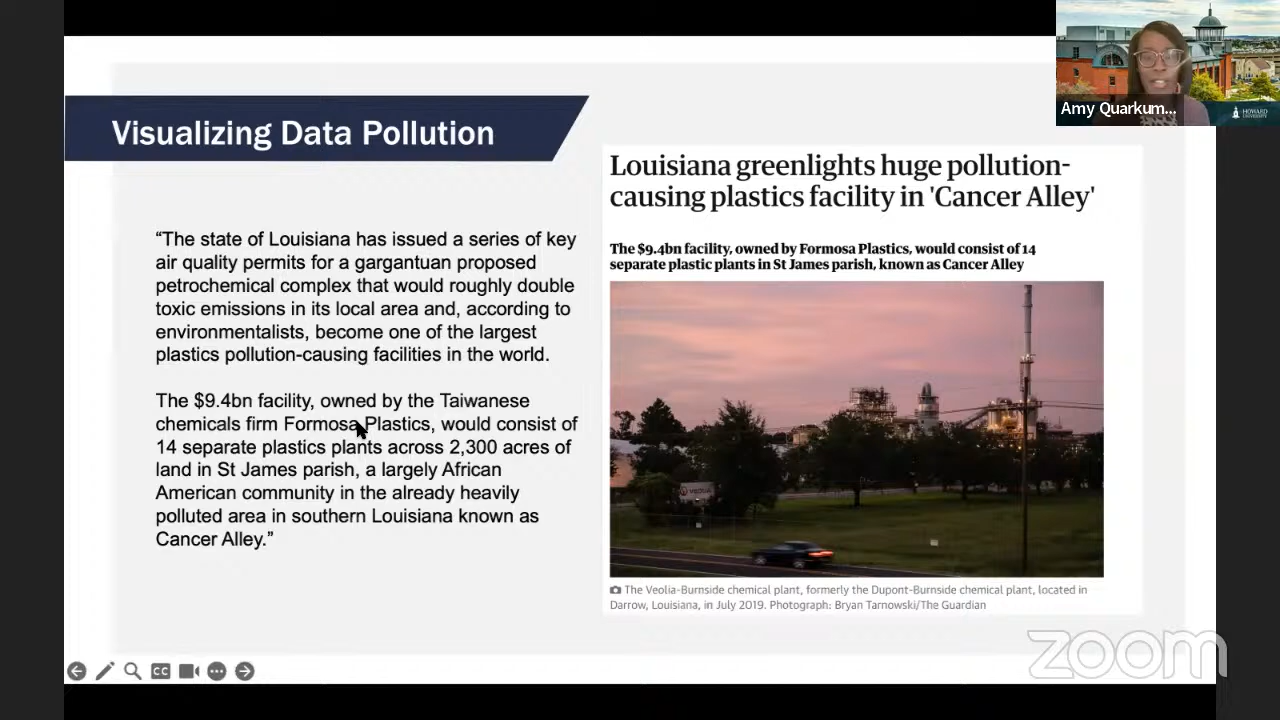 Visualizing Data Pollution
“The state of Louisiana has issued a series of key
air quality permits for a gargantuan proposed
petrochemical complex that would roughly double
toxic emissions in its local area and, according to
environmentalists, become one of the largest
plastics pollution-causing facilities in the world.
The $9.4bn facility, owned by the Taiwanese
chemicals firm Formosa Plastics, would consist of
14 separate plastics plants across 2,300 acres of
land in St James parish, a largely African
American community in the already heavily
polluted area in southern Louisiana known as
Cancer Alley.”
Louisiana greenlights huge pollution-
causing plastics facility in 'Cancer Alley'
The $9.4bn facility, owned by Formosa Plastics, would consist of 14
separate plastic plants in St James parish, known as Cancer Alley
The Veolia-Burnside chemical plant, formerly the Dupont-Burnside chemical plant, located in
Darrow, Louisiana, in July 2019. Photograph: Bryan Tarnowski/The Guardian
Amy Quarkum...
HOWARD
UNIVERSITY
CC
zoom